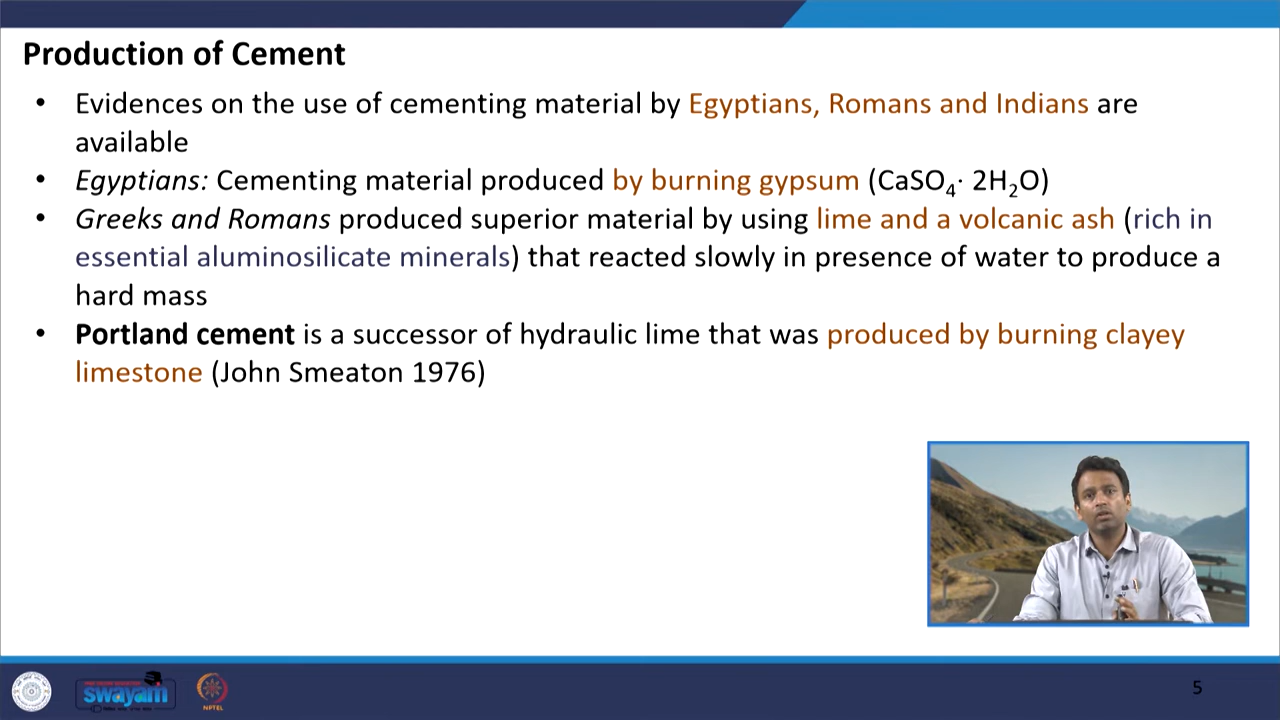 Production of Cement
• Evidences on the use of cementing material by Egyptians, Romans and Indians are
available
• Egyptians: Cementing material produced by burning gypsum (CaSO₄· 2H₂O)
• Greeks and Romans produced superior material by using lime and a volcanic ash (rich in
essential aluminosilicate minerals) that reacted slowly in presence of water to produce a
hard mass
• Portland cement is a successor of hydraulic lime that was produced by burning clayey
limestone (John Smeaton 1976)
swayam
NPTEL
5